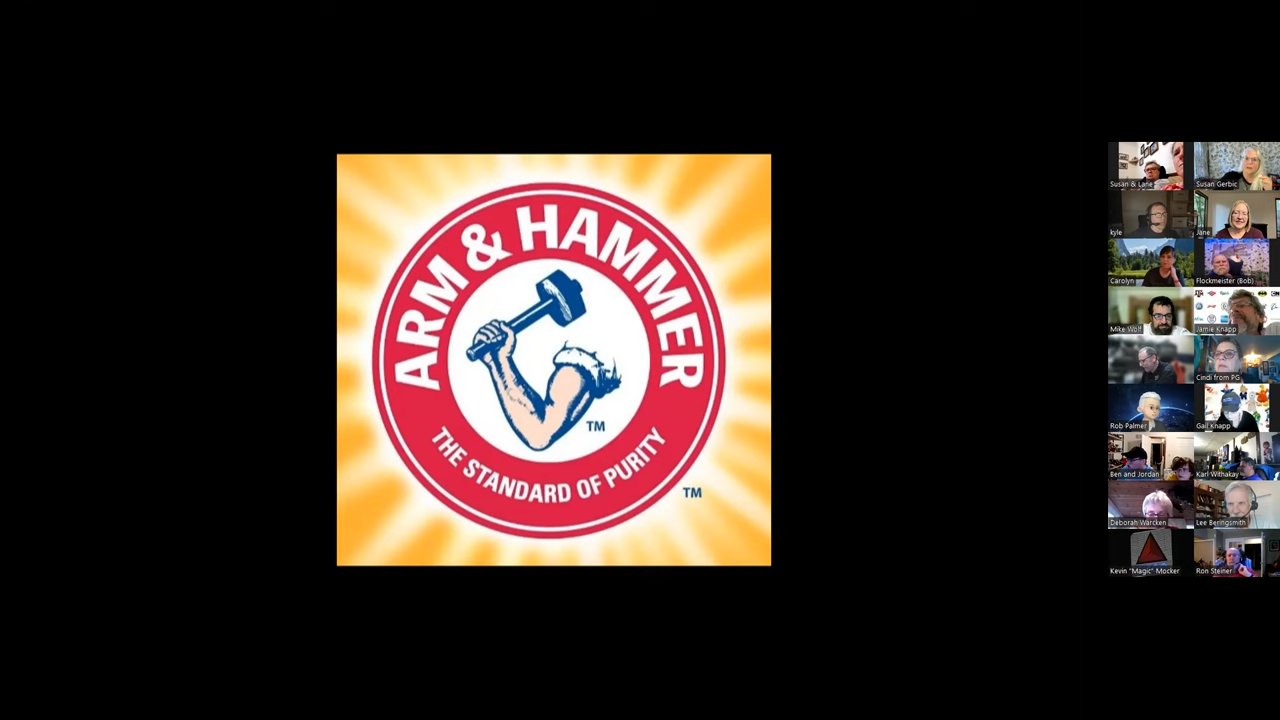 ARM & HAMMER
THE STANDARD OF PURITY
TM
TM
Susan & Lane
Susan Gerbic
kyle
Jane
Carolyn
Flockmeister (Bob)
Mike Wolf
Jamie Knapp
Cindi from PG
Rob Palmer
Gail Knapp
Ben and Jordan
Karl Withakay
Deborah Warcken
Lee Beringsmith
Kevin "Magic" Mocker
Ron Steiner